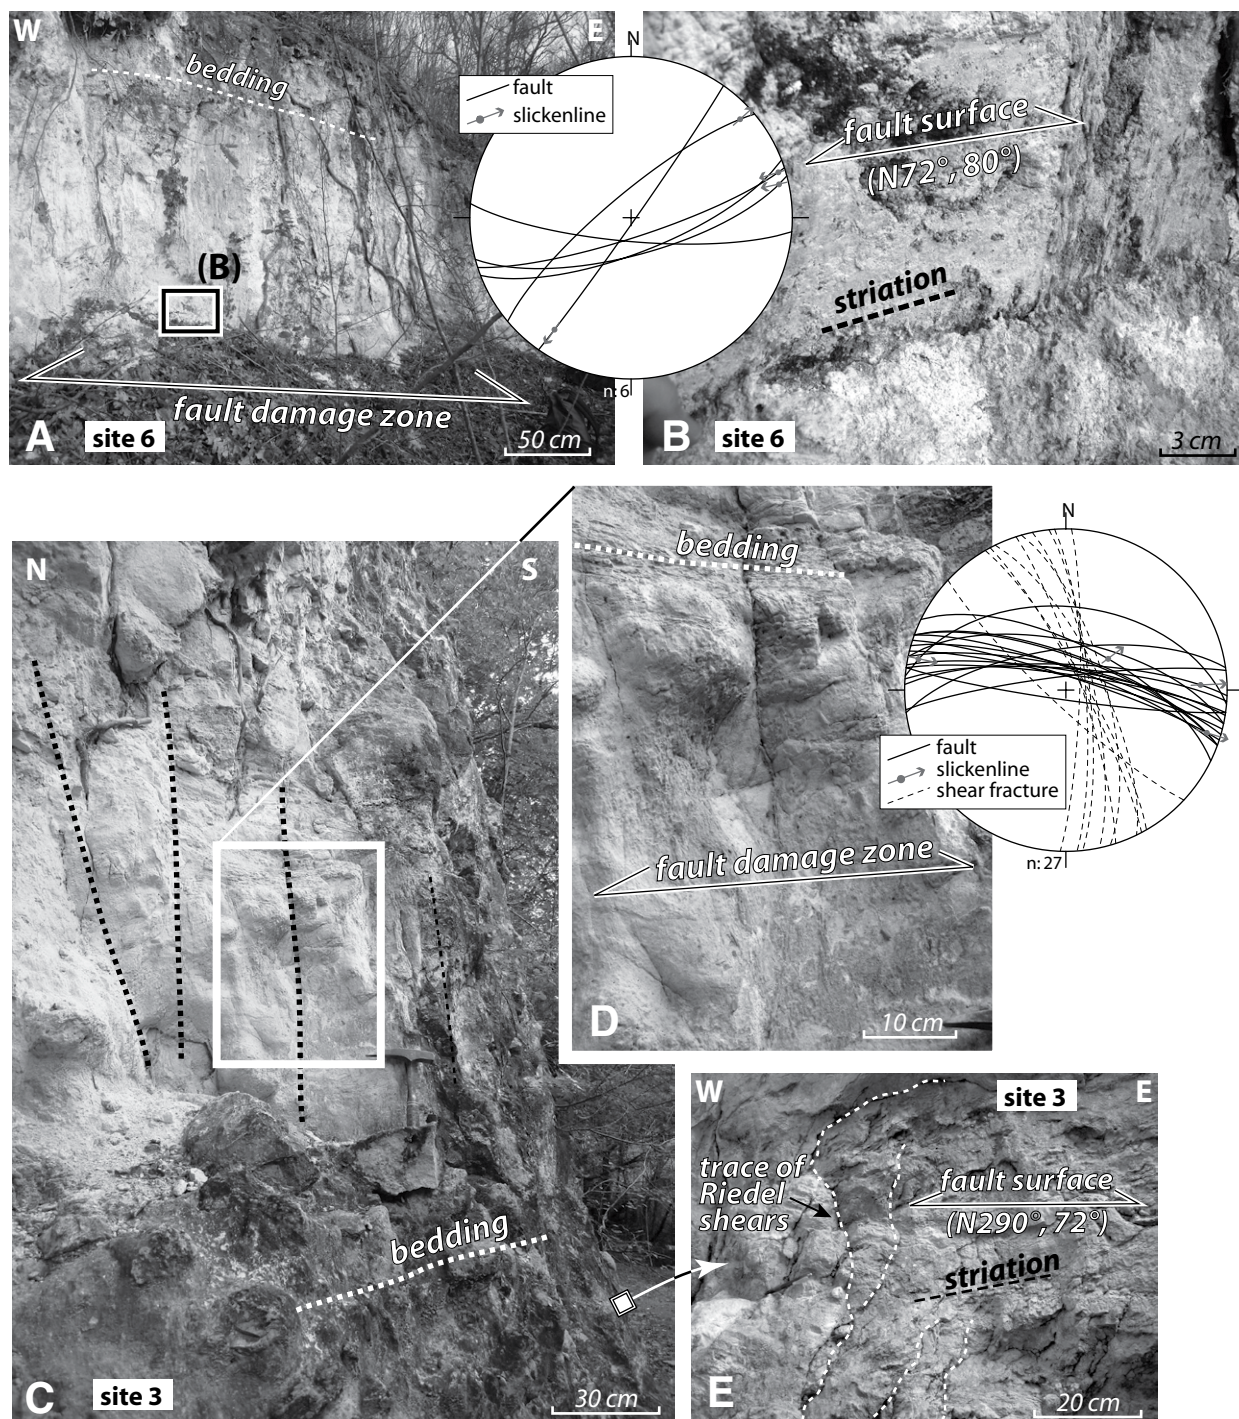 W
E
bedding
(B)
fault damage zone
A
site 6
50 cm
N
fault
slickenline
n: 6
fault surface
(N72°, 80°)
striation
B
site 6
3 cm
N
S
bedding
C
site 3
30 cm
bedding
fault damage zone
D
10 cm
N
fault
slickenline
shear fracture
n: 27
W
site 3
E
trace of
Riedel
shears
fault surface
(N290°, 72°)
striation
E
20 cm